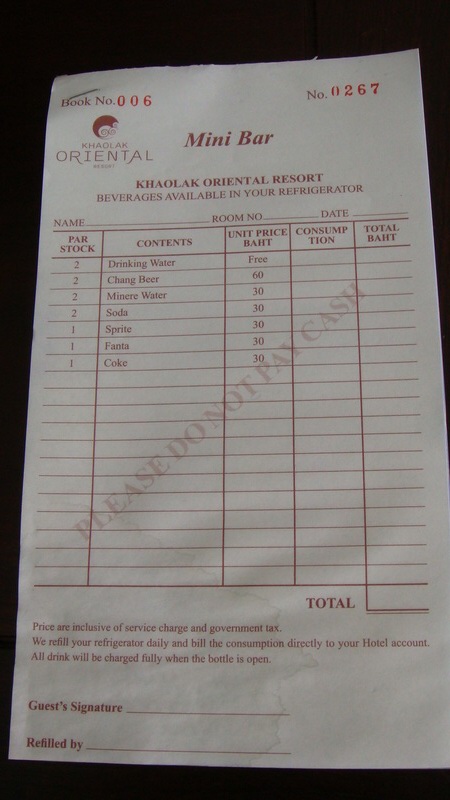 Book No. 006
No. 0267
KHAOLAK
ORIENTAL
RESORT
Mini Bar
KHAOLAK ORIENTAL RESORT
BEVERAGES AVAILABLE IN YOUR REFRIGERATOR
NAME ROOM NO DATE
PAR STOCK CONTENTS UNIT PRICE BAHT CONSUMP TION TOTAL BAHT
2 Drinking Water Free
2 Chang Beer 60
2 Minere Water 30
2 Soda 30
1 Sprite 30
1 Fanta 30
1 Coke 30
PLEASE DO NOT PAY CASH
TOTAL
Price are inclusive of service charge and government tax.
We refill your refrigerator daily and bill the consumption directly to your Hotel account.
All drink will be charged fully when the bottle is open.
Guest's Signature
Refilled by